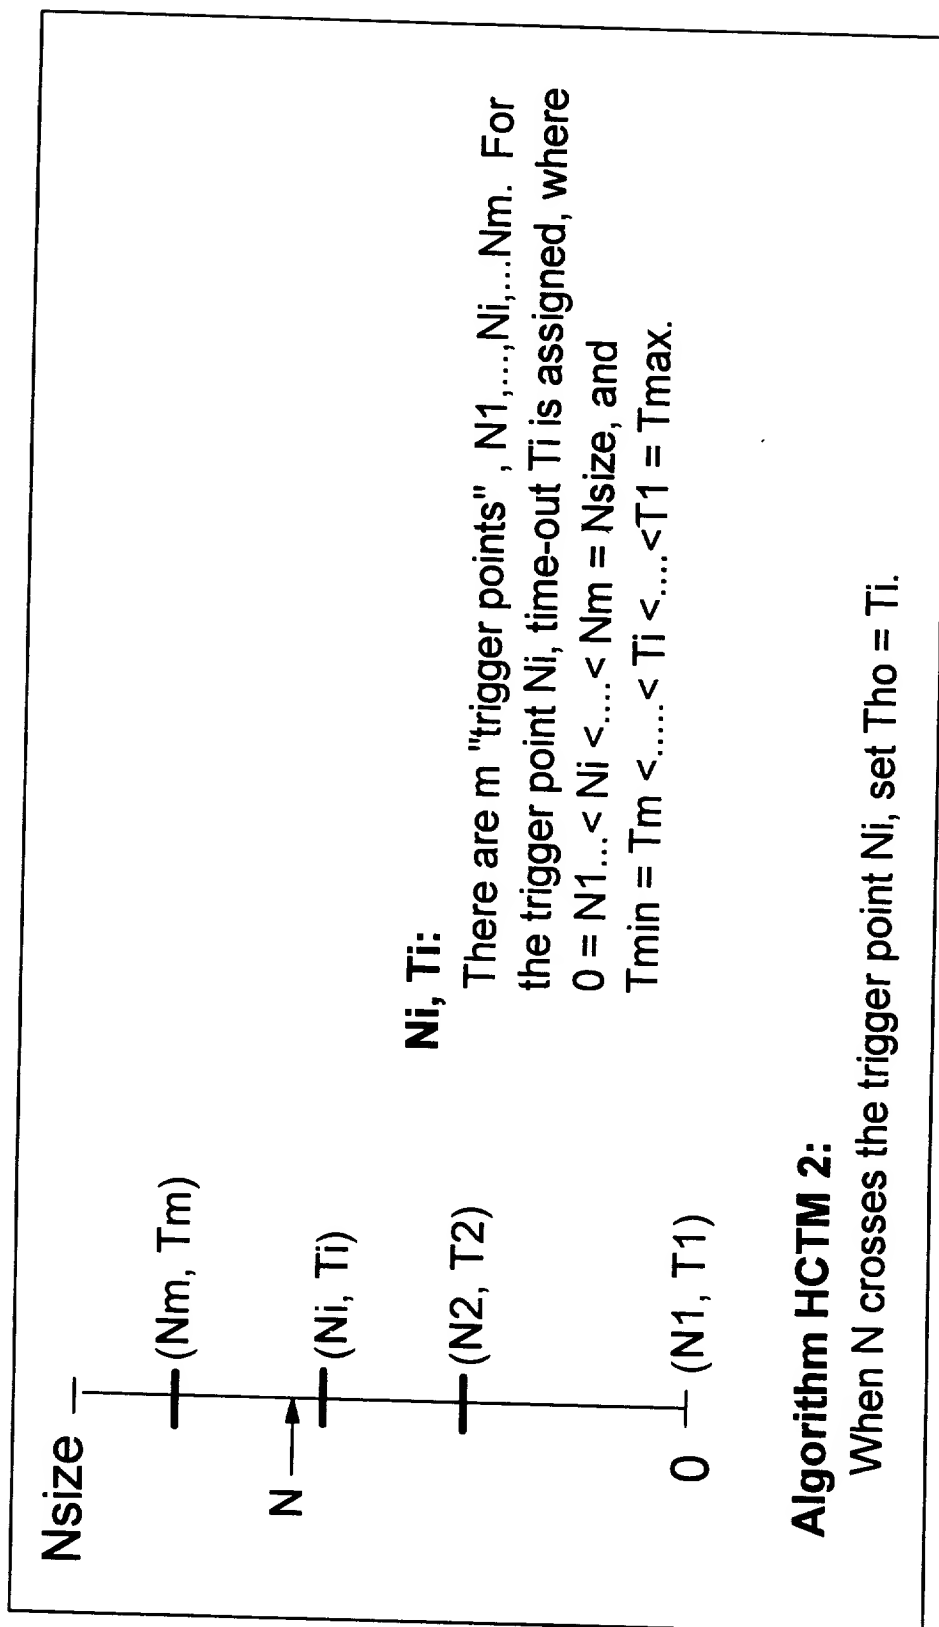 Nsize
(Nm, Tm)
N
(Ni, Ti)
(N2, T2)
0
(N1, T1)
Ni, Ti:
There are m "trigger points" , N1,...,Ni,...Nm. For
the trigger point Ni, time-out Ti is assigned, where
0 = N1...< Ni <....< Nm = Nsize, and
Tmin = Tm <......< Ti <....<T1 = Tmax.
Algorithm HCTM 2:
When N crosses the trigger point Ni, set Tho = Ti.